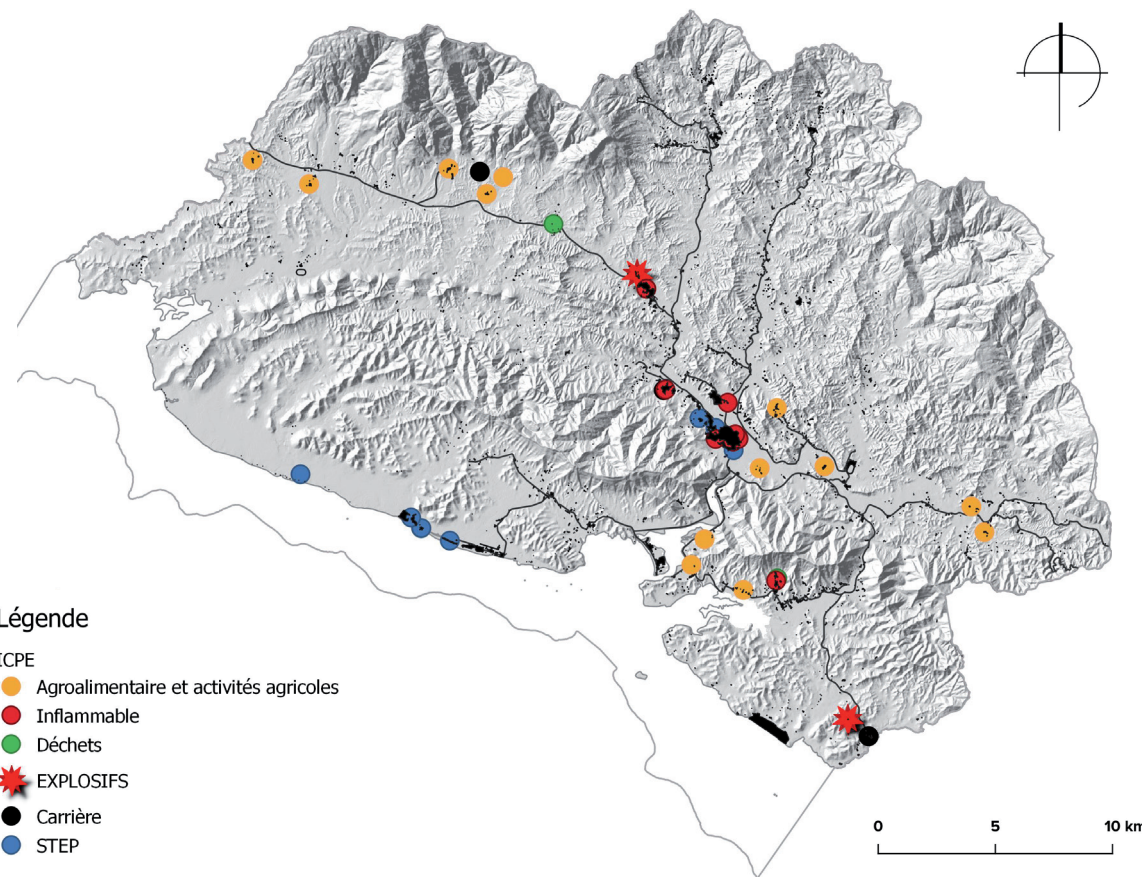 Légende
ICPE
Agroalimentaire et activités agricoles
Inflammable
Déchets
EXPLOSIFS
Carrière
STEP
0 5 10 km